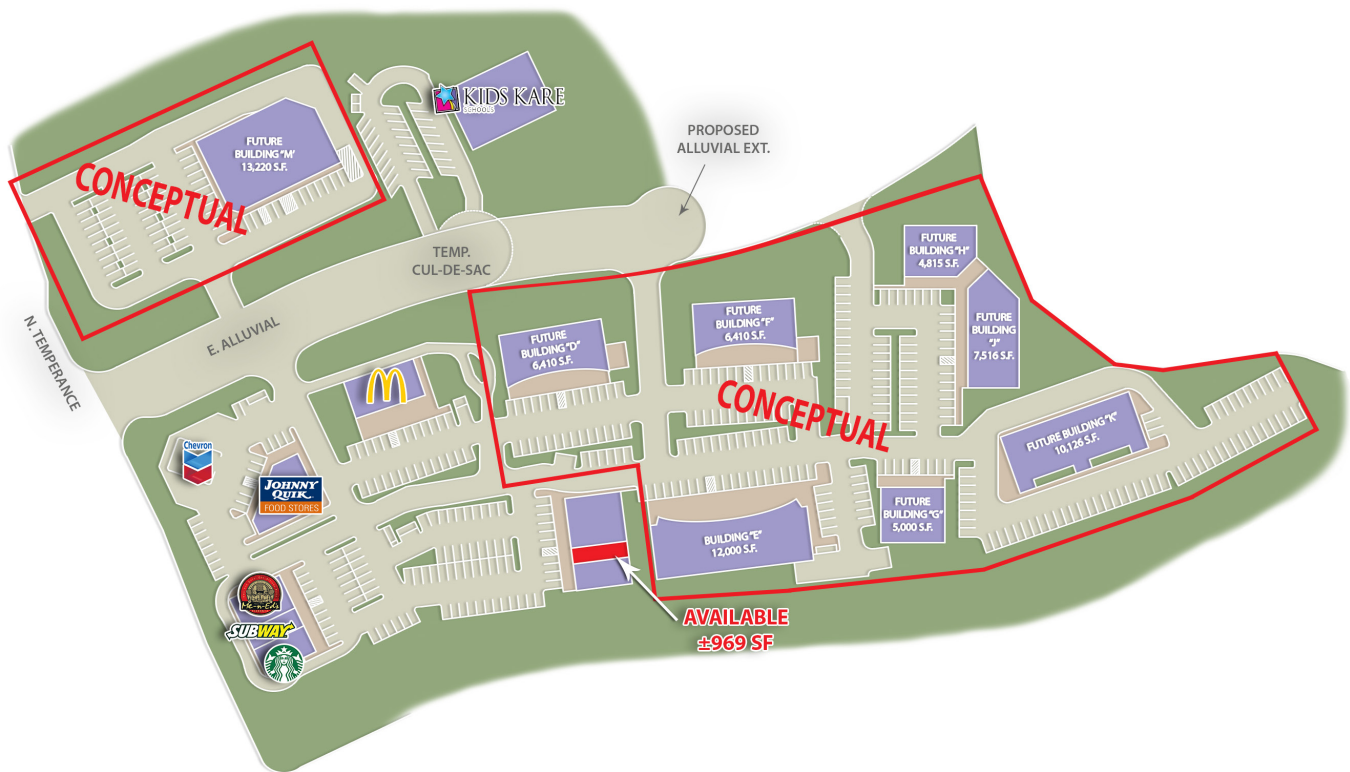 KIDS KARE
SCHOOLS
PROPOSED
ALLUVIAL EXT.
FUTURE
BUILDING "M'
13,220 S.F.
CONCEPTUAL
TEMP.
CUL-DE-SAC
FUTURE
BUILDING "H"
4,815 S.F.
N. TEMPERANCE
E. ALLUVIAL
FUTURE
BUILDING "D"
6,410 S.F.
FUTURE
BUILDING "F"
6,410 S.F.
FUTURE
BUILDING
"J"
7,516 S.F.
CONCEPTUAL
FUTURE BUILDING "K"
10,126 S.F.
Chevron
JOHNNY
QUIK
FOOD STORES
FUTURE
BUILDING "G"
5,000 S.F.
BUILDING "E"
12,000 S.F.
Me-n-Ed's
SUBWAY
AVAILABLE
±969 SF